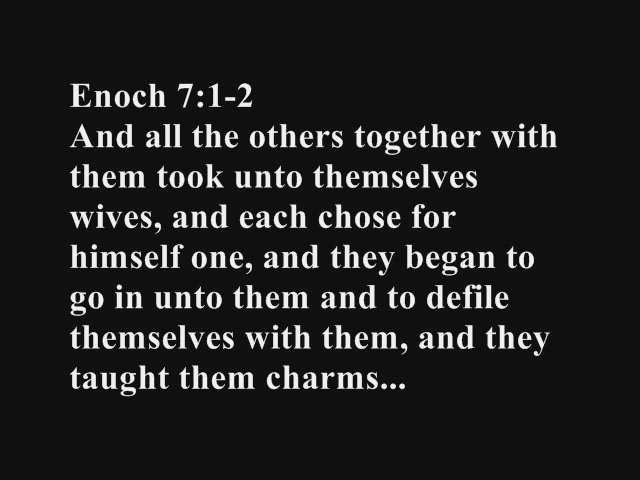 Enoch 7:1-2
And all the others together with
them took unto themselves
wives, and each chose for
himself one, and they began to
go in unto them and to defile
themselves with them, and they
taught them charms...